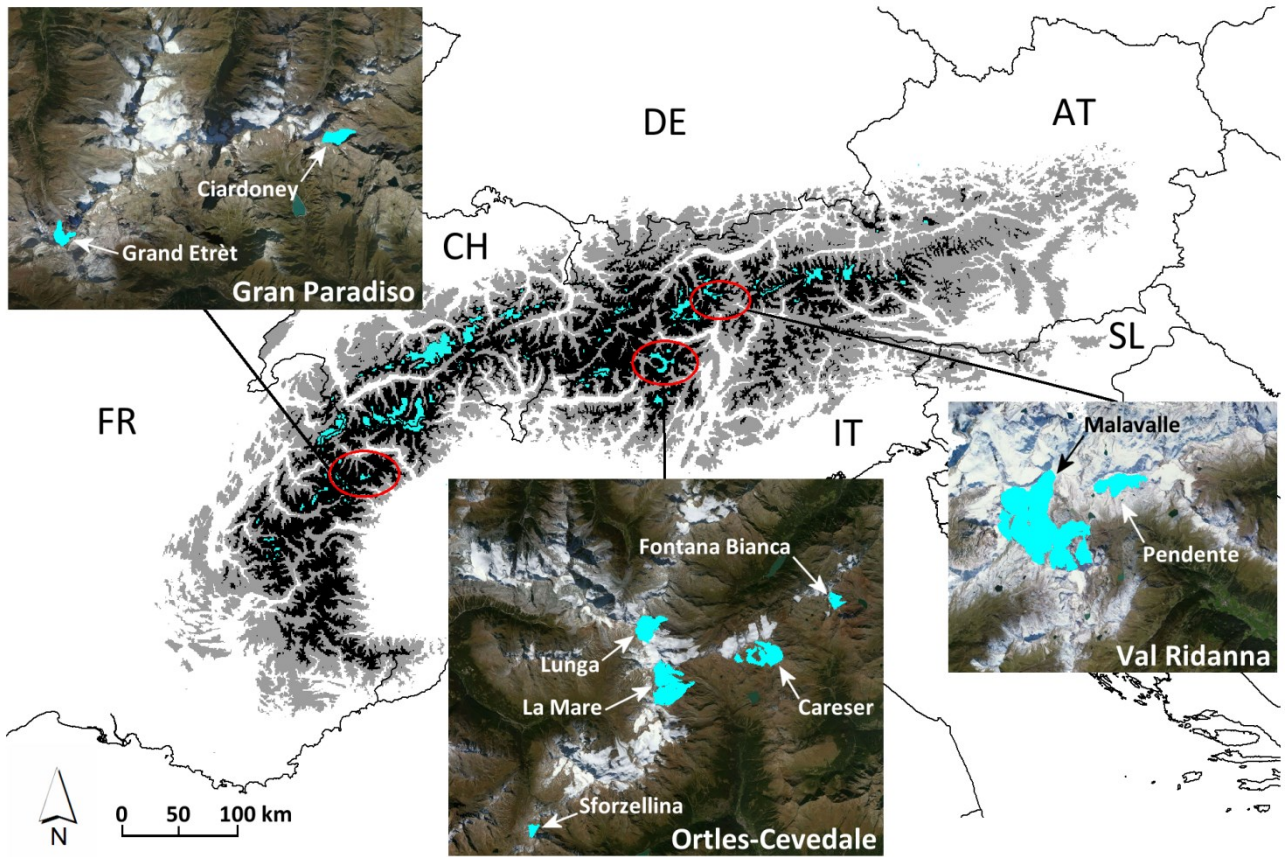 Ciardoney
Grand Etrèt
Gran Paradiso
DE
AT
CH
FR
SL
IT
Malavalle
Pendente
Val Ridanna
Fontana Bianca
Lunga
La Mare
Careser
Sforzellina
Ortles-Cevedale
N
0 50 100 km